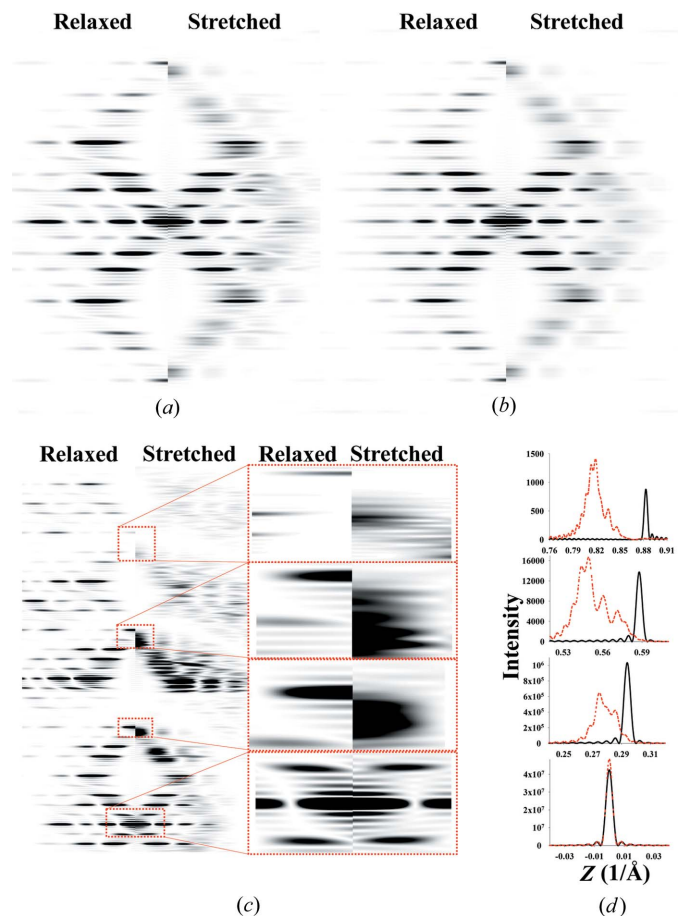 Relaxed Stretched Relaxed Stretched
(a) (b)
Relaxed Stretched Relaxed Stretched
(c)
1500
1000
500
0
0.76 0.79 0.82 0.85 0.88 0.91
16000
12000
8000
4000
0
0.53 0.56 0.59
10⁶
8x10⁵
6x10⁵
4x10⁵
2x10⁵
0
0.25 0.27 0.29 0.31
4x10⁷
3x10⁷
2x10⁷
10⁷
0
-0.03 -0.01 0.01 0.03
Intensity
Z (1/Å)
(d)